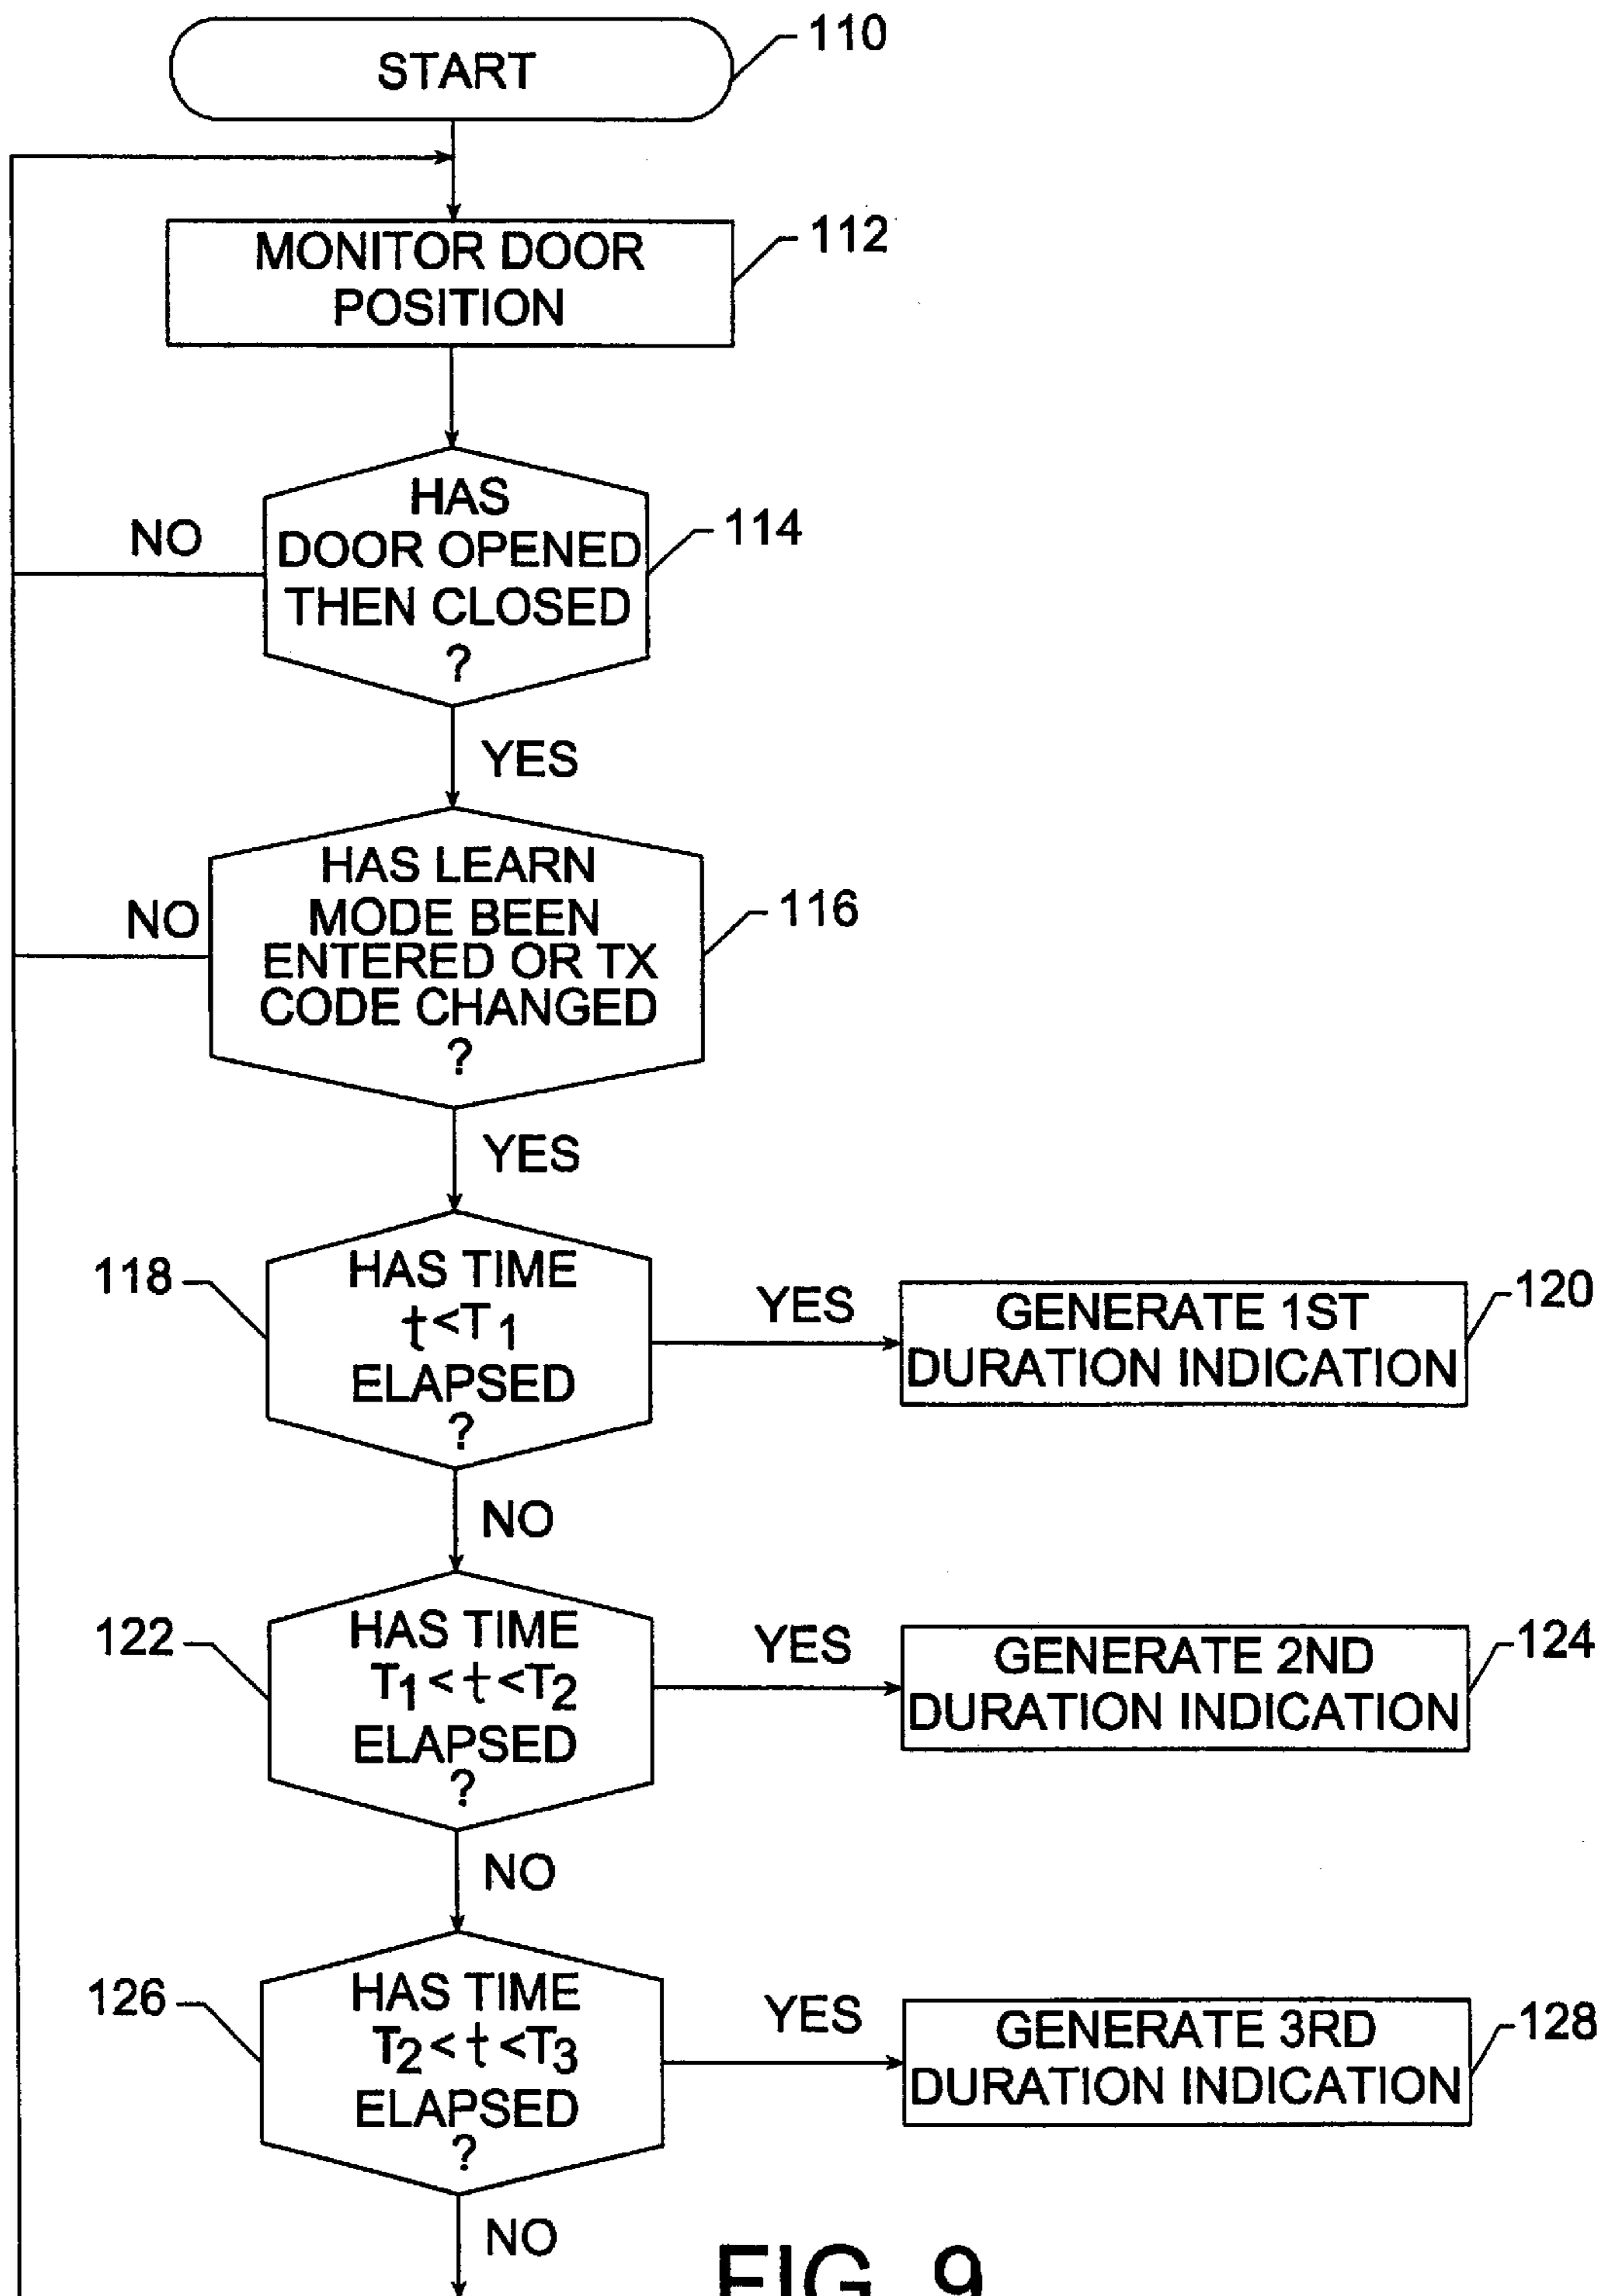 START
110
MONITOR DOOR
POSITION
112
HAS
DOOR OPENED
THEN CLOSED
?
114
NO
YES
HAS LEARN
MODE BEEN
ENTERED OR TX
CODE CHANGED
?
116
NO
YES
118
HAS TIME
t<T1
ELAPSED
?
YES
GENERATE 1ST
DURATION INDICATION
120
NO
122
HAS TIME
T1<t<T2
ELAPSED
?
YES
GENERATE 2ND
DURATION INDICATION
124
NO
126
HAS TIME
T2<t<T3
ELAPSED
?
YES
GENERATE 3RD
DURATION INDICATION
128
NO
FIG. 9